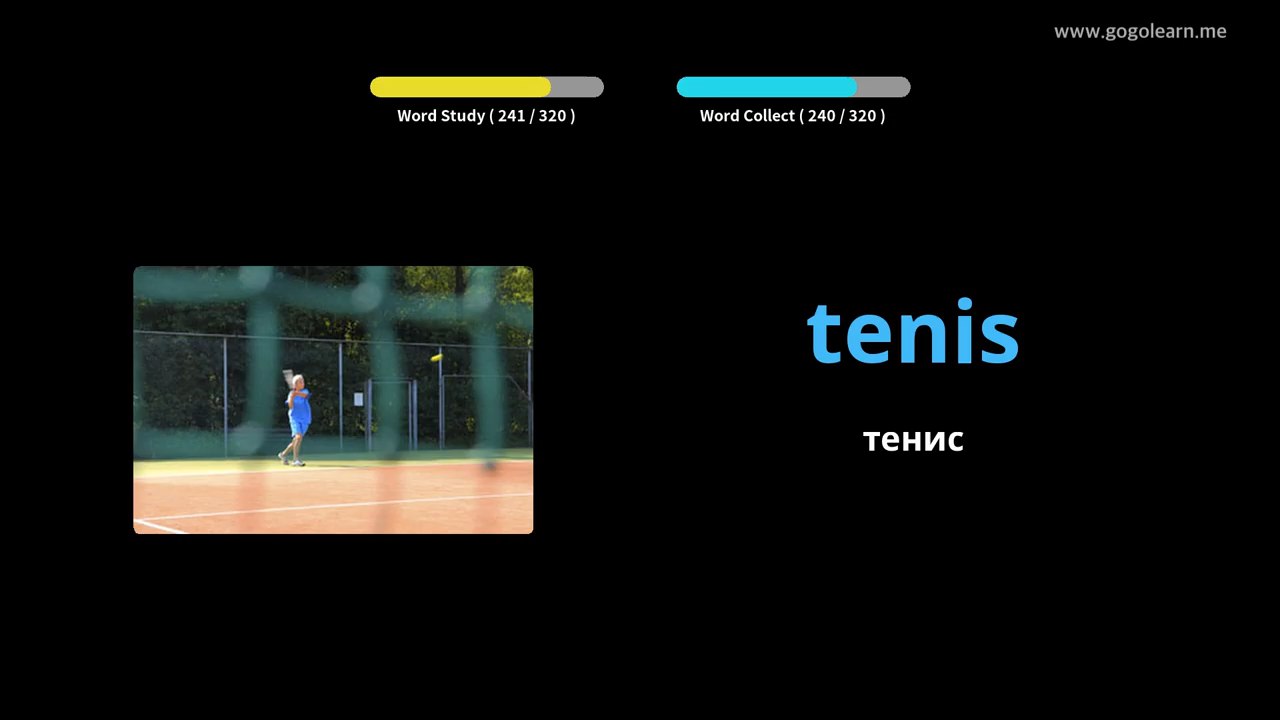 www.gogolearn.me
Word Study ( 241 / 320 )
Word Collect ( 240 / 320 )
tenis
тенис